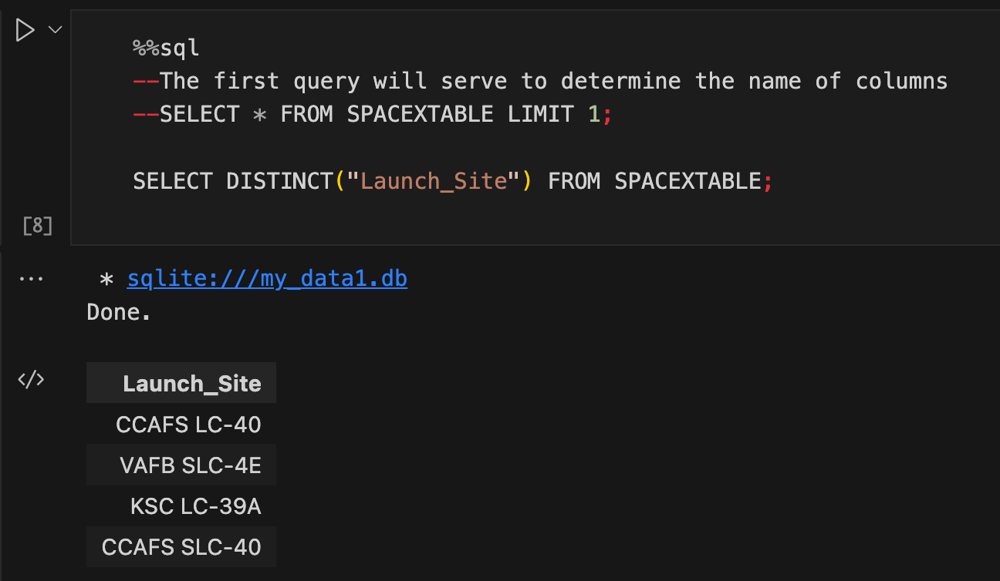 %%sql
--The first query will serve to determine the name of columns
--SELECT * FROM SPACEXTABLE LIMIT 1;
SELECT DISTINCT("Launch_Site") FROM SPACEXTABLE;
[8]
* sqlite:///my_data1.db
Done.
Launch_Site
CCAFS LC-40
VAFB SLC-4E
KSC LC-39A
CCAFS SLC-40